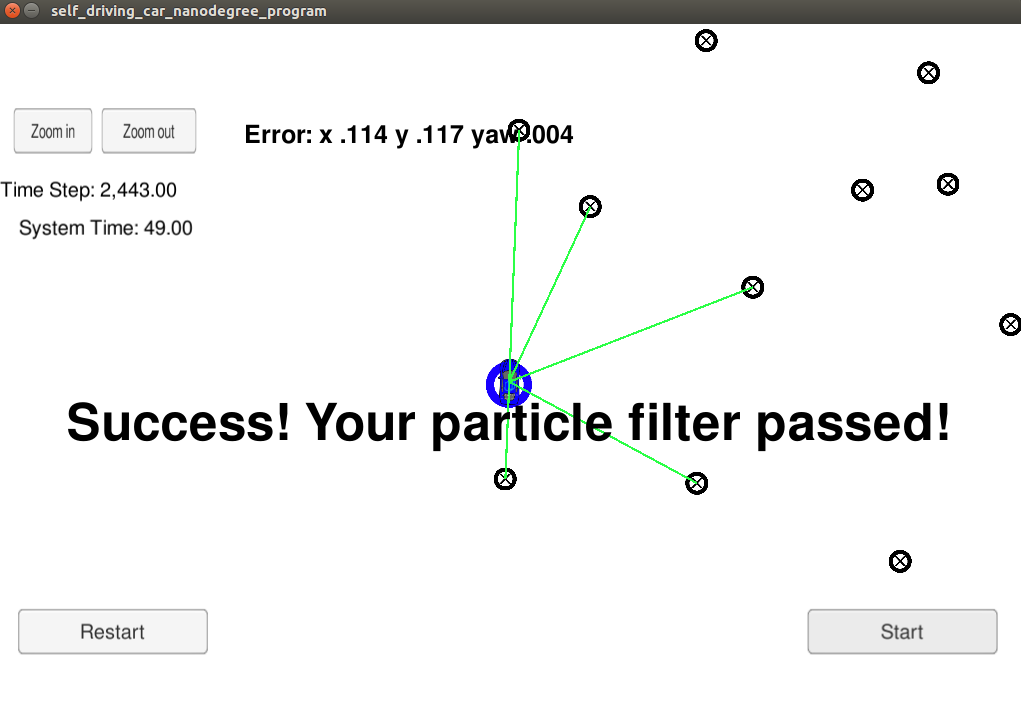 self_driving_car_nanodegree_program
Zoom in
Zoom out
Error: x .114 y .117 yaw .004
Time Step: 2,443.00
System Time: 49.00
Success! Your particle filter passed!
Restart
Start